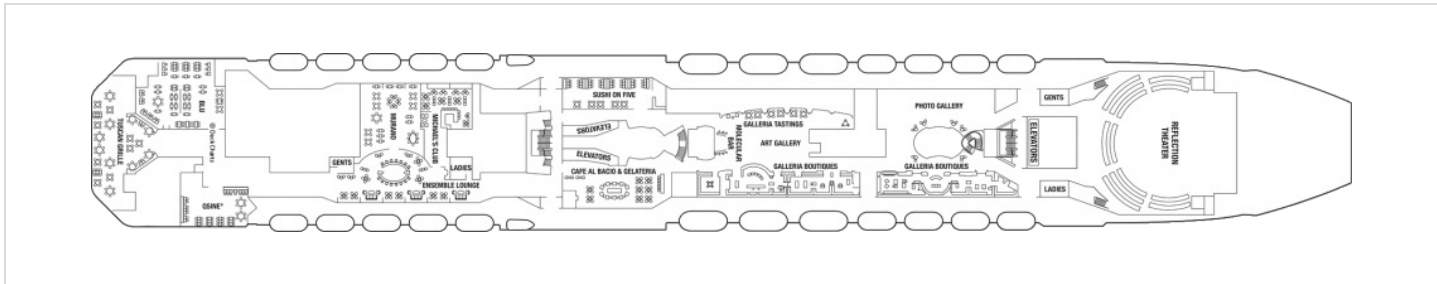 TUSCAN GRILLE
BLU
QSINE®
GENTS
MURANO
MICHAEL'S CLUB
LADIES
ENSEMBLE LOUNGE
SUSHI ON FIVE
ELEVATORS
ELEVATORS
CAFE AL BACIO & GELATERIA
MOLECULAR BAR
GALLERIA TASTINGS
ART GALLERY
GALLERIA BOUTIQUES
PHOTO GALLERY
GALLERIA BOUTIQUES
ELEVATORS
GENTS
LADIES
REFLECTION
THEATER